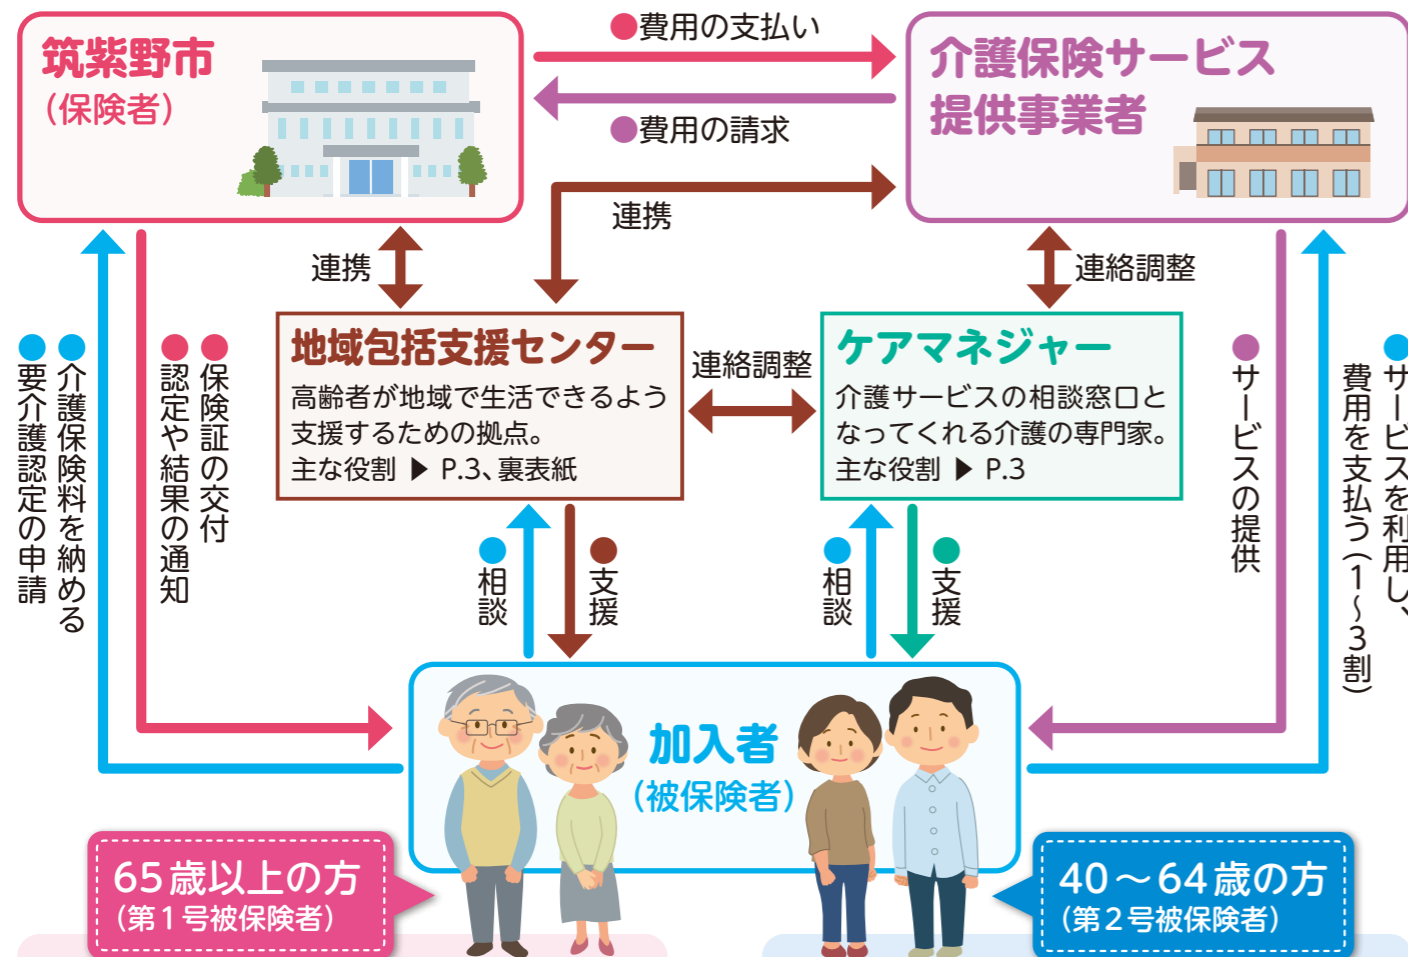 筑紫野市
（保険者）
●費用の支払い
●費用の請求
介護保険サービス
提供事業者
連携
連携
連絡調整
地域包括支援センター
高齢者が地域で生活できるよう
支援するための拠点。
主な役割 ▶ P.3、裏表紙
連絡調整
ケアマネジャー
介護サービスの相談窓口と
なってくれる介護の専門家。
主な役割 ▶ P.3
●介護保険料を納める
●要介護認定の申請
●保険証の交付
●認定や結果の通知
●相談
●支援
●相談
●支援
●サービスの提供
●サービスを利用し、
費用を支払う（1～3割）
加入者
（被保険者）
65歳以上の方
（第1号被保険者）
40～64歳の方
（第2号被保険者）